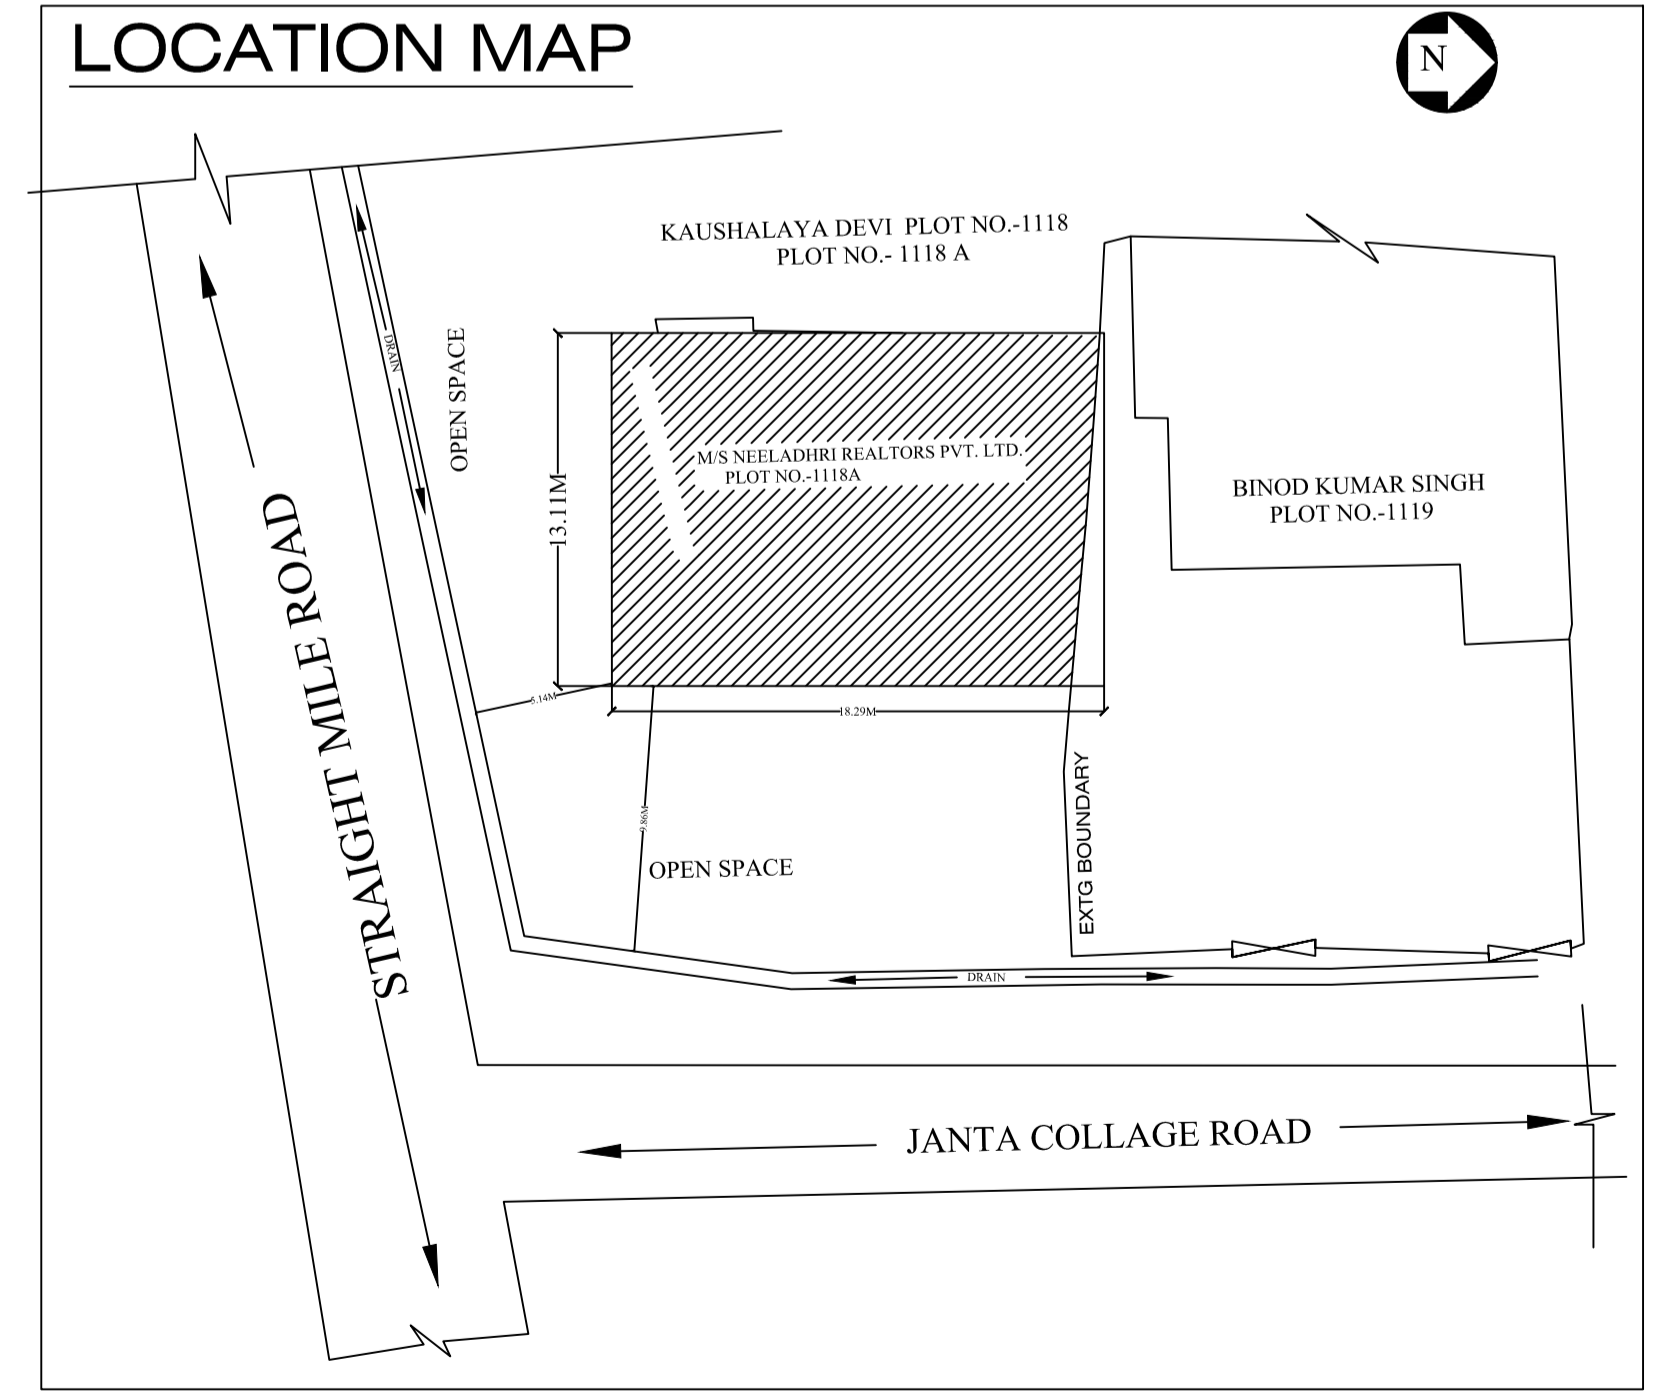 LOCATION MAP
N
KAUSHALAYA DEVI PLOT NO.-1118
PLOT NO.- 1118 A
DRAIN
OPEN SPACE
13.11M
M/S NEELADHRI REALTORS PVT. LTD.
PLOT NO.-1118A
BINOD KUMAR SINGH
PLOT NO.-1119
STRAIGHT MILE ROAD
5.14M
18.29M
9.86M
EXTG BOUNDARY
OPEN SPACE
DRAIN
JANTA COLLAGE ROAD